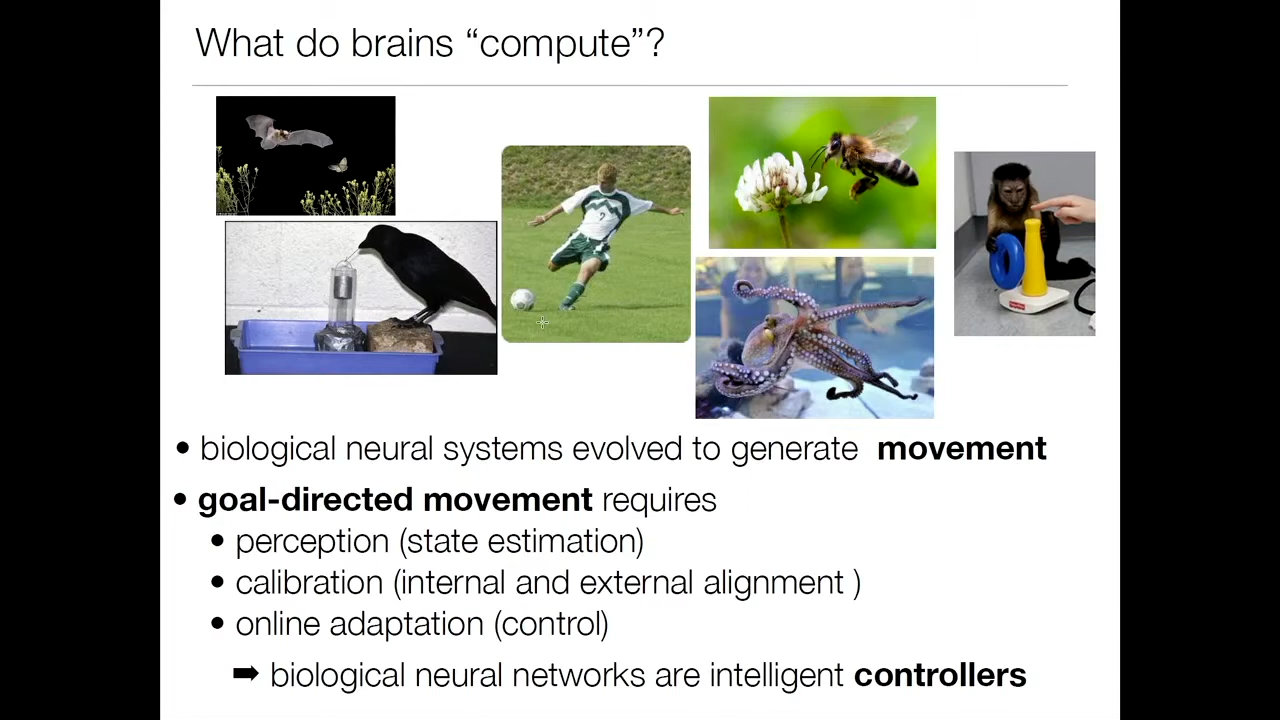 What do brains “compute”?
• biological neural systems evolved to generate movement
• goal-directed movement requires
• perception (state estimation)
• calibration (internal and external alignment )
• online adaptation (control)
➡ biological neural networks are intelligent controllers